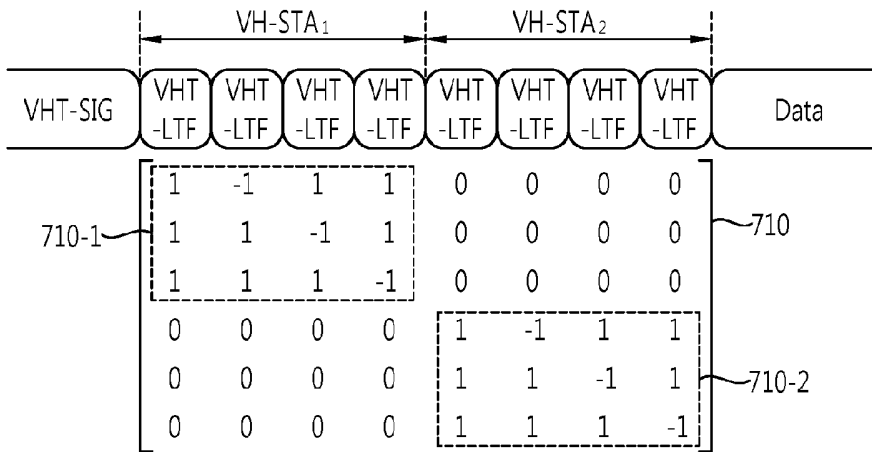 VH-STA₁ VH-STA₂
VHT-SIG VHT -LTF VHT -LTF VHT -LTF VHT -LTF VHT -LTF VHT -LTF VHT -LTF VHT -LTF Data
1 -1 1 1 0 0 0 0
710-1 1 1 -1 1 0 0 0 0 710
1 1 1 -1 0 0 0 0
0 0 0 0 1 -1 1 1
0 0 0 0 1 1 -1 1 710-2
0 0 0 0 1 1 1 -1